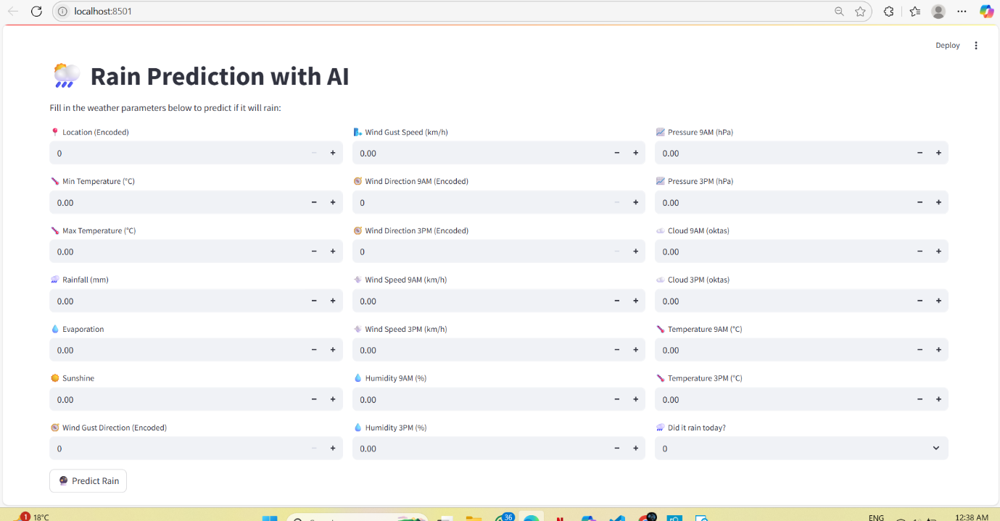 localhost:8501
Deploy
Rain Prediction with AI
Fill in the weather parameters below to predict if it will rain:
Location (Encoded)
0
Min Temperature (°C)
0.00
Max Temperature (°C)
0.00
Rainfall (mm)
0.00
Evaporation
0.00
Sunshine
0.00
Wind Gust Direction (Encoded)
0
Wind Gust Speed (km/h)
0.00
Wind Direction 9AM (Encoded)
0
Wind Direction 3PM (Encoded)
0
Wind Speed 9AM (km/h)
0.00
Wind Speed 3PM (km/h)
0.00
Humidity 9AM (%)
0.00
Humidity 3PM (%)
0.00
Pressure 9AM (hPa)
0.00
Pressure 3PM (hPa)
0.00
Cloud 9AM (oktas)
0.00
Cloud 3PM (oktas)
0.00
Temperature 9AM (°C)
0.00
Temperature 3PM (°C)
0.00
Did it rain today?
0
Predict Rain
1
18°C
36
ENG
12:38 AM